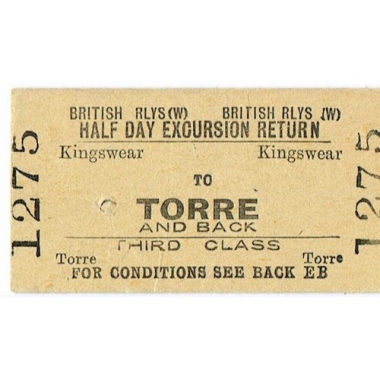 BRITISH RLYS(W) BRITISH RLYS (W)
HALF DAY EXCURSION RETURN
Kingswear Kingswear
TO
TORRE
AND BACK
THIRD CLASS
Torre Torre
FOR CONDITIONS SEE BACK EB
1275
1275